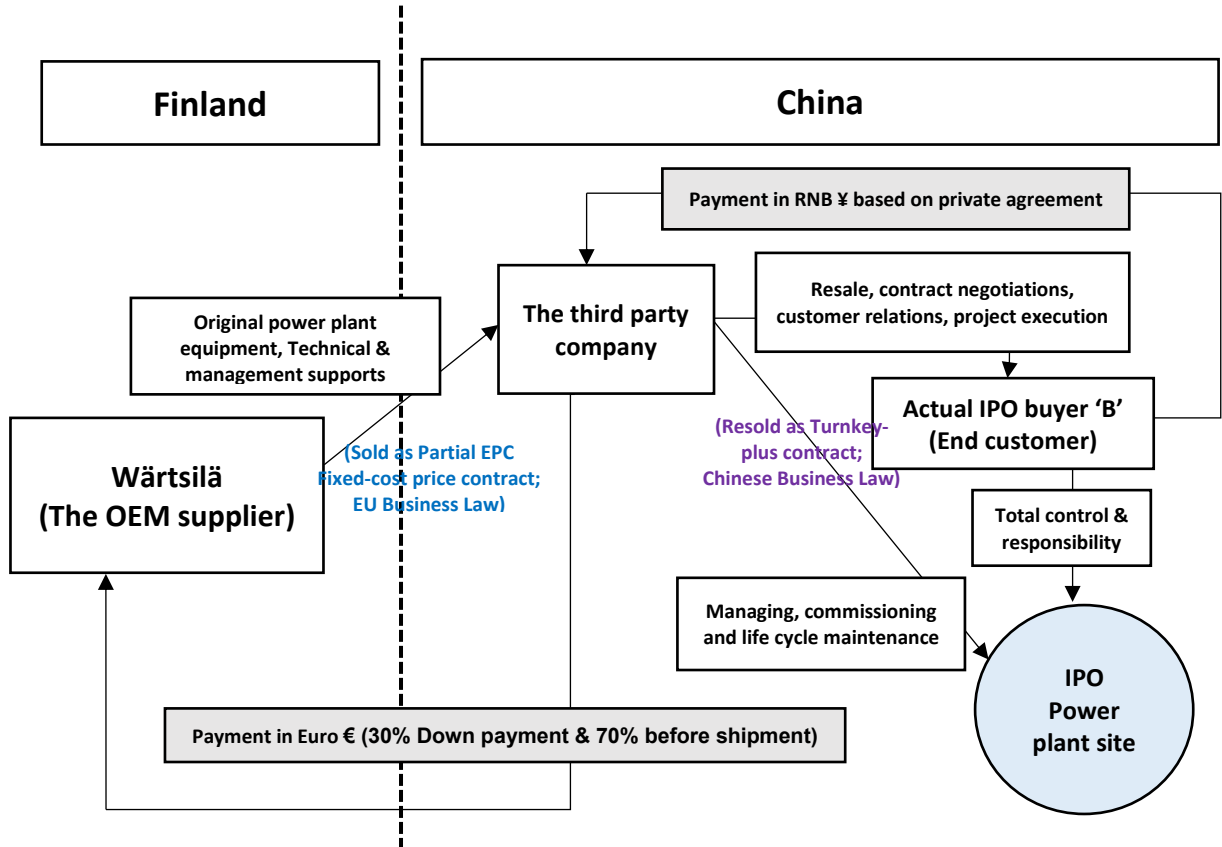 Finland
China
Payment in RNB ¥ based on private agreement
Original power plant
equipment, Technical &
management supports
The third party
company
Resale, contract negotiations,
customer relations, project execution
Actual IPO buyer ‘B’
(End customer)
Wärtsilä
(The OEM supplier)
(Sold as Partial EPC
Fixed-cost price contract;
EU Business Law)
(Resold as Turnkey-
plus contract;
Chinese Business Law)
Total control &
responsibility
Managing, commissioning
and life cycle maintenance
IPO
Power
plant site
Payment in Euro € (30% Down payment & 70% before shipment)